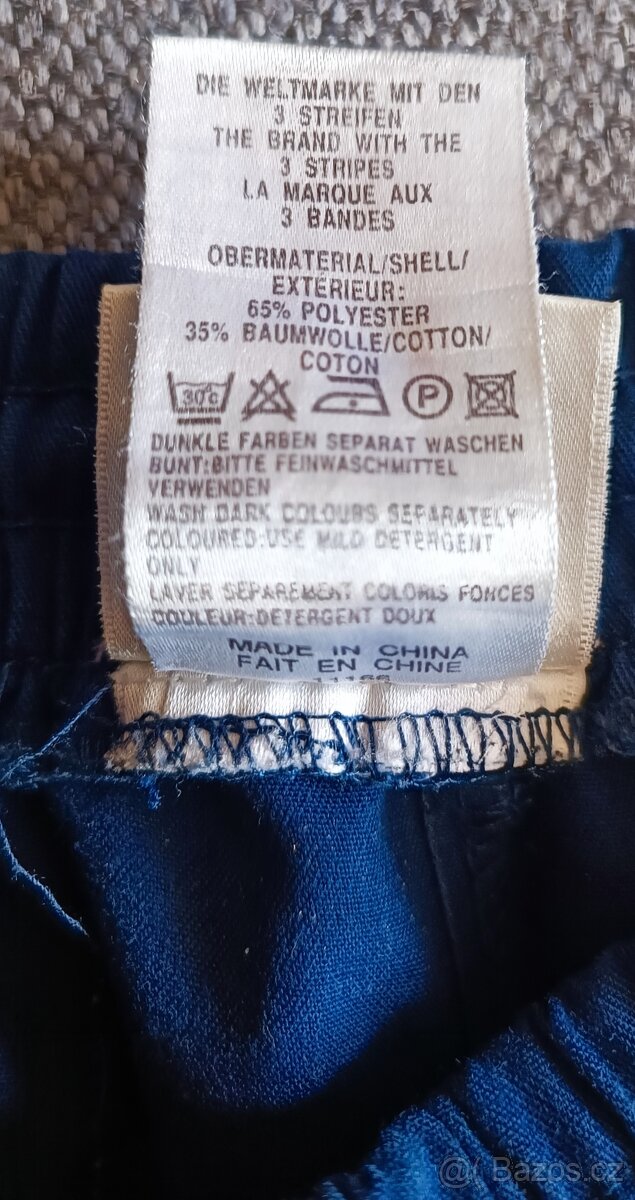 DIE WELTMARKE MIT DEN
3 STREIFEN
THE BRAND WITH THE
3 STRIPES
LA MARQUE AUX
3 BANDES
OBERMATERIAL/SHELL/
EXTÉRIEUR:
65% POLYESTER
35% BAUMWOLLE/COTTON/
COTON
30°c
P
DUNKLE FARBEN SEPARAT WASCHEN
BUNT:BITTE FEINWASCHMITTEL
VERWENDEN
WASH DARK COLOURS SEPARATELY
COLOURED:USE MILD DETERGENT
ONLY
LAVER SEPAREMENT COLORIS FONCES
COULEUR:DETERGENT DOUX
MADE IN CHINA
FAIT EN CHINE
@( Bazos.cz